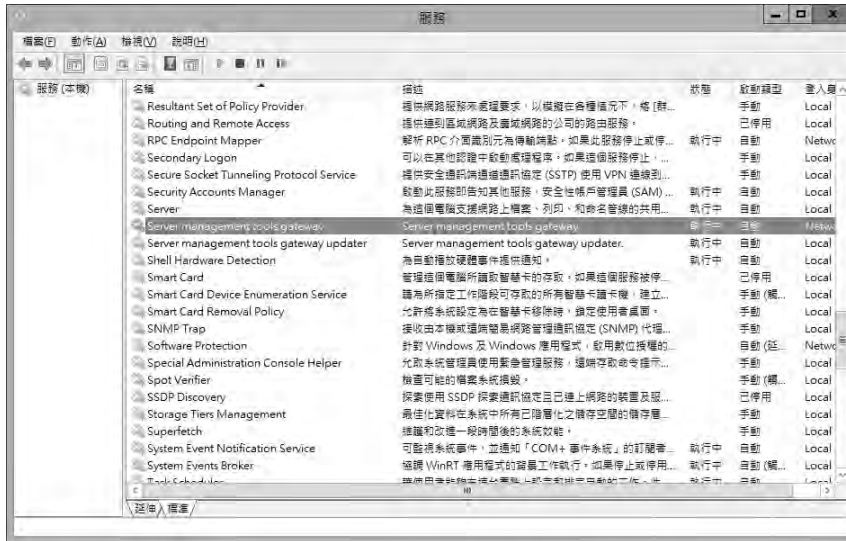 服務
檔案(F) 動作(A) 檢視(V) 說明(H)
服務 (本機)
名稱 描述 狀態 啟動類型 登入身
Resultant Set of Policy Provider 提供網路服務來處理要求，以模擬在各種情況下，將 [群... 手動 Local
Routing and Remote Access 提供連到區域網路及廣域網路的公司的路由服務。 已停用 Local
RPC Endpoint Mapper 解析 RPC 介面識別元為傳輸端點。如果此服務停止或停... 執行中 自動 Netwo
Secondary Logon 可以在其他認證中啟動處理程序。如果這個服務停止，... 手動 Local
Secure Socket Tunneling Protocol Service 提供安全通訊端通道通訊協定 (SSTP) 使用 VPN 連線到... 手動 Local
Security Accounts Manager 啟動此服務即告知其他服務，安全性帳戶管理員 (SAM) ... 執行中 自動 Local
Server 為這個電腦支援網路上檔案、列印、和命名管線的共用... 執行中 自動 Local
Server management tools gateway Server management tools gateway 執行中 自動 Netwo
Server management tools gateway updater Server management tools gateway updater. 執行中 自動 Local
Shell Hardware Detection 為自動播放硬體事件提供通知。 執行中 自動 Local
Smart Card 管理這個電腦所讀取智慧卡的存取。如果這個服務被停... 已停用 Local
Smart Card Device Enumeration Service 為所指定工作階段可存取的所有智慧卡讀卡機，建立... 手動 (觸... Local
Smart Card Removal Policy 允許將系統設定為在智慧卡移除時，鎖定使用者桌面。 手動 Local
SNMP Trap 接收由本機或遠端簡易網路管理通訊協定 (SNMP) 代理... 手動 Local
Software Protection 針對 Windows 及 Windows 應用程式，啟用數位授權的... 自動 (延... Netwo
Special Administration Console Helper 允許系統管理員使用緊急管理服務，遠端存取命令提示... 手動 Local
Spot Verifier 檢查可能的檔案系統損毀。 手動 (觸... Local
SSDP Discovery 探索使用 SSDP 探索通訊協定且已連上網路的裝置及服... 已停用 Local
Storage Tiers Management 最佳化資料在系統中所有已階層化之儲存空間的儲存層... 手動 Local
Superfetch 維護和改進一段時間後的系統效能。 手動 Local
System Event Notification Service 可監視系統事件，並通知「COM+ 事件系統」的訂閱者... 執行中 自動 Local
System Events Broker 協調 WinRT 應用程式的背景工作執行。如果停止或停用... 執行中 自動 (觸... Local
Task Scheduler 執行中 自動 Local
延伸 標準